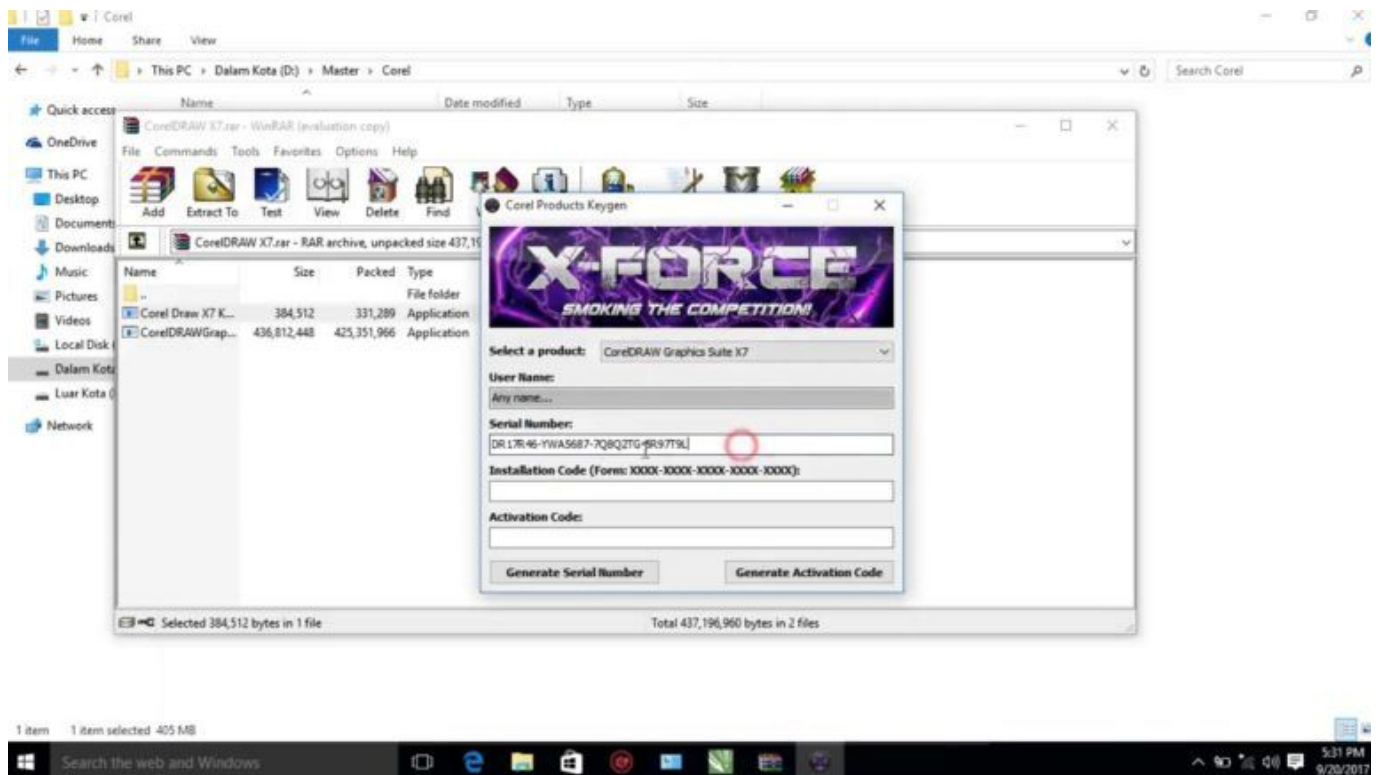 Corel
File Home Share View
This PC Dalam Kota (D:) Master Corel
Search Corel
Name Date modified Type Size
Quick access
OneDrive
This PC
Desktop
Downloads
Music
Pictures
Videos
Local Disk
Dalam Kota
Luar Kota
Network
CorelDRAW X7.rar - WinRAR (evaluation copy)
File Commands Tools Favorites Options Help
Add Extract To Test View Delete Find
CorelDRAW X7.rar - RAR archive, unpacked size 437,19
Name Size Packed Type
..
File folder
Corel Draw X7 K... 384,512 331,289 Application
CorelDRAWGrap... 436,812,448 425,351,966 Application
Selected 384,512 bytes in 1 file
Total 437,196,960 bytes in 2 files
Corel Products Keygen
X-FORCE
SMOKING THE COMPETITION!
Select a product: CorelDRAW Graphics Suite X7
User Name:
Any name...
Serial Number:
Installation Code (Form: XXXX-XXXX-XXXX-XXXX-XXXX):
Activation Code:
Generate Serial Number
Generate Activation Code
1 item 1 item selected 405 MB
Search the web and Windows
5:31 PM
9/20/2017